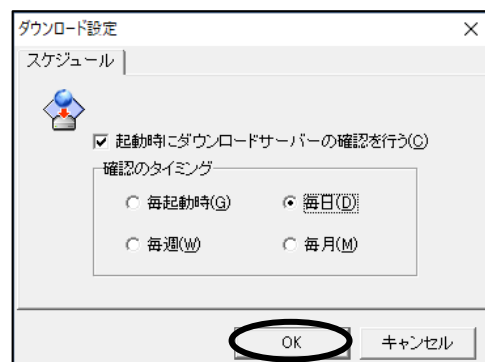 ダウンロード設定
スケジュール
起動時にダウンロードサーバーの確認を行う(C)
確認のタイミング
毎起動時(G) 毎日(D)
毎週(W) 毎月(M)
OK キャンセル